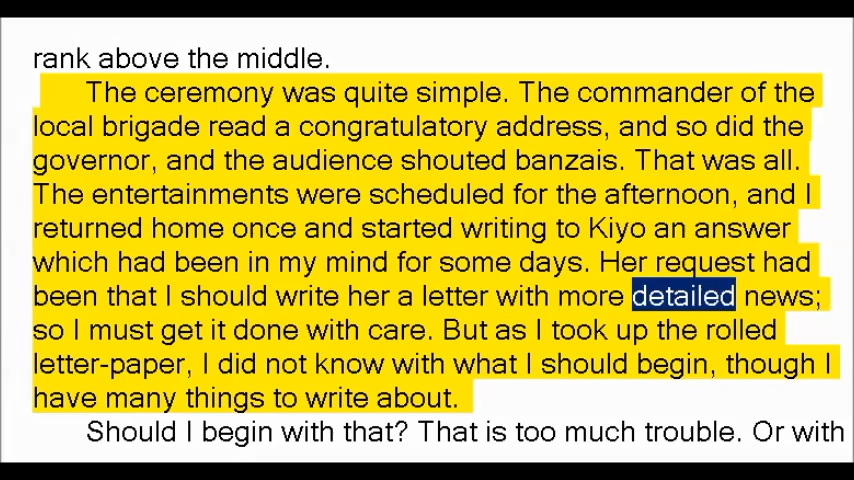 rank above the middle.
The ceremony was quite simple. The commander of the
local brigade read a congratulatory address, and so did the
governor, and the audience shouted banzais. That was all.
The entertainments were scheduled for the afternoon, and I
returned home once and started writing to Kiyo an answer
which had been in my mind for some days. Her request had
been that I should write her a letter with more detailed news;
so I must get it done with care. But as I took up the rolled
letter-paper, I did not know with what I should begin, though I
have many things to write about.
Should I begin with that? That is too much trouble. Or with